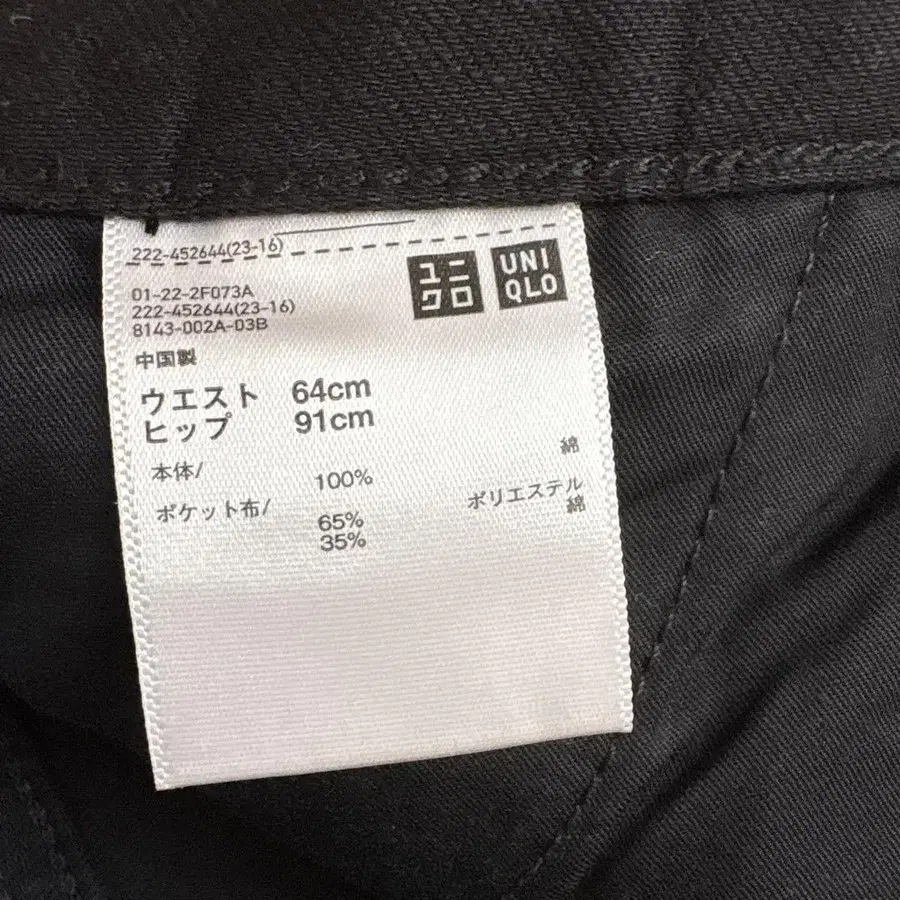 222-452644(23-16)
ユニクロ
UNIQLO
01-22-2F073A
222-452644(23-16)
8143-002A-03B
中国製
ウエスト 64cm
ヒップ 91cm
本体/ 綿
100%
ポケット布/ ポリエステル
65% 綿
35%